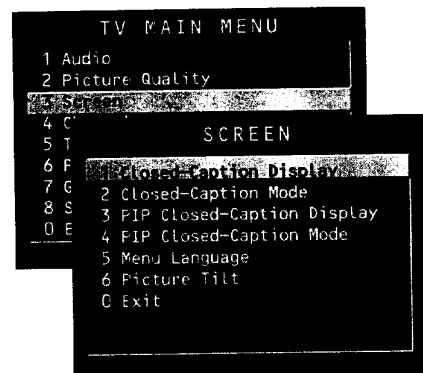 TV MAIN MENU
1 Audio
2 Picture Quality
3 Screen
4 C
5 T
6 P
7 G
8 S
0 E
SCREEN
1 Closed-Caption Display
2 Closed-Caption Mode
3 PIP Closed-Caption Display
4 PIP Closed-Caption Mode
5 Menu Language
6 Picture Tilt
0 Exit